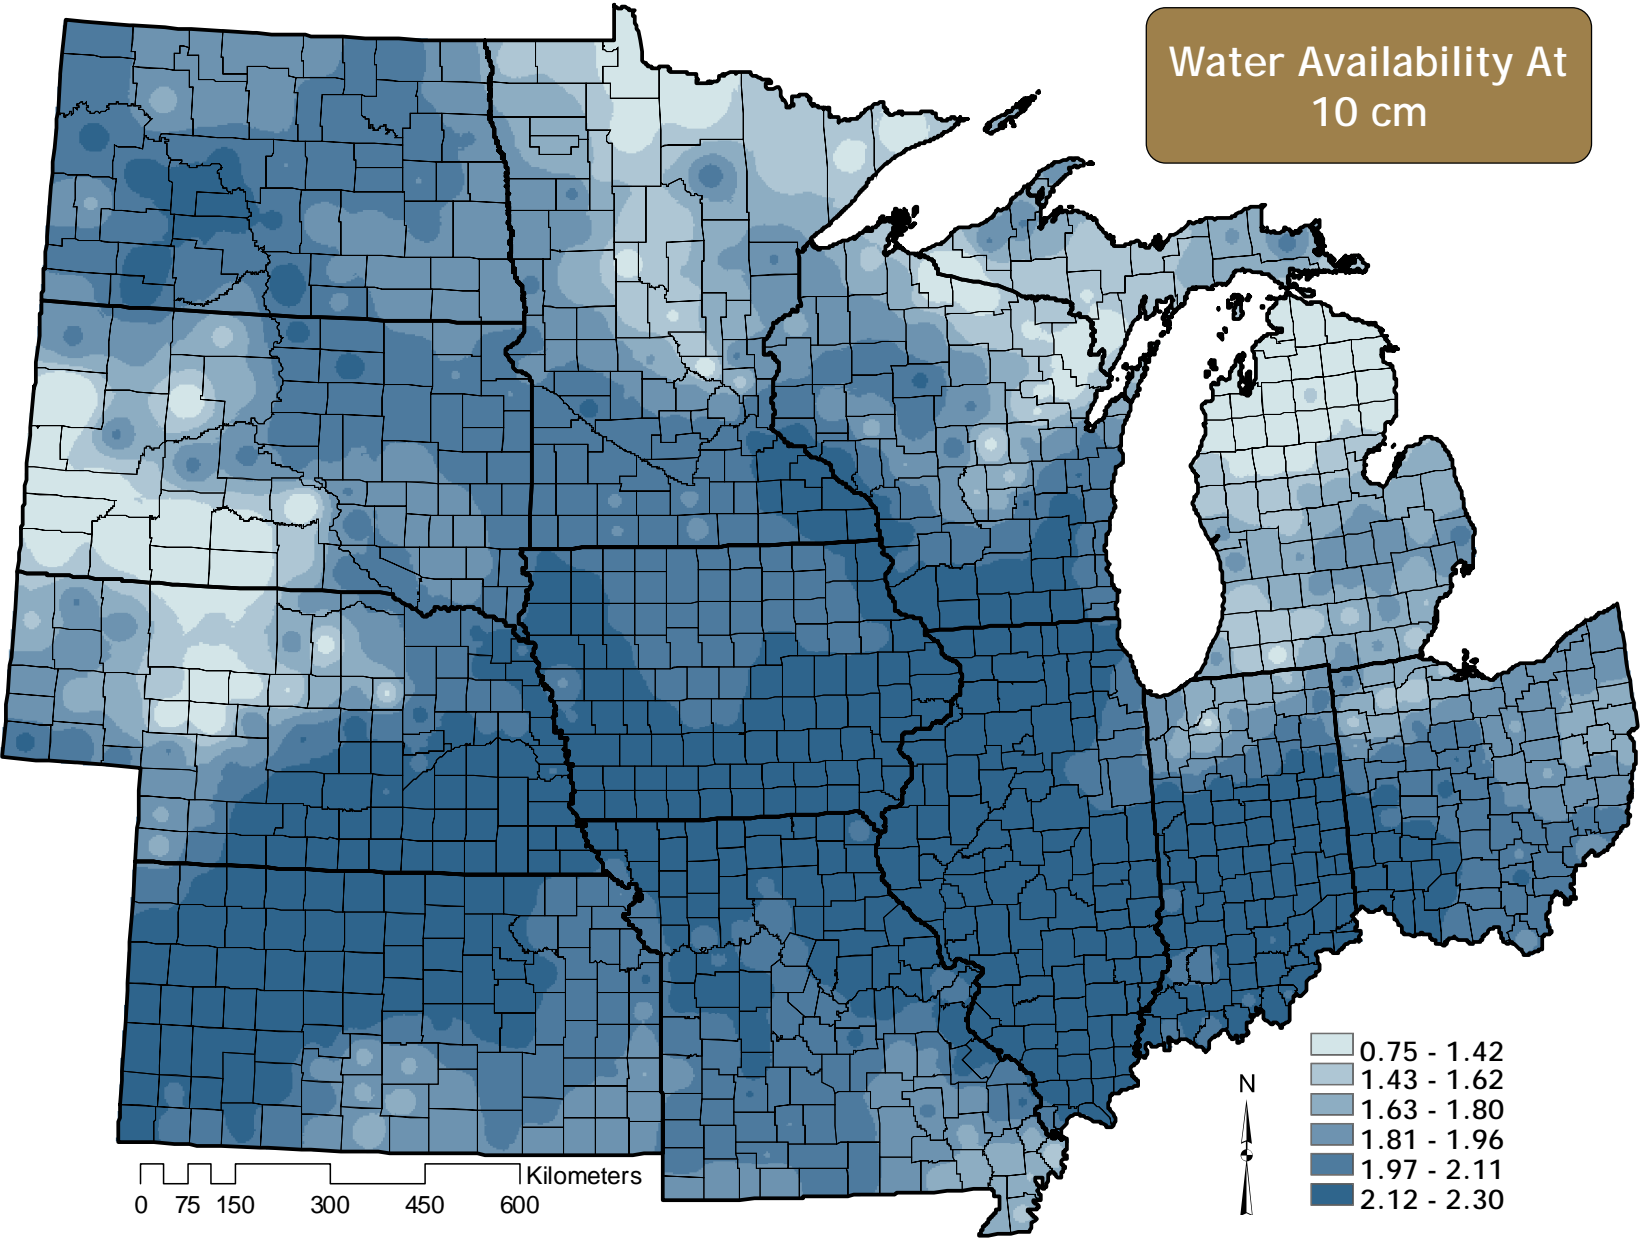 Water Availability At
10 cm
0.75 - 1.42
1.43 - 1.62
1.63 - 1.80
1.81 - 1.96
1.97 - 2.11
2.12 - 2.30
N
Kilometers
0 75 150 300 450 600